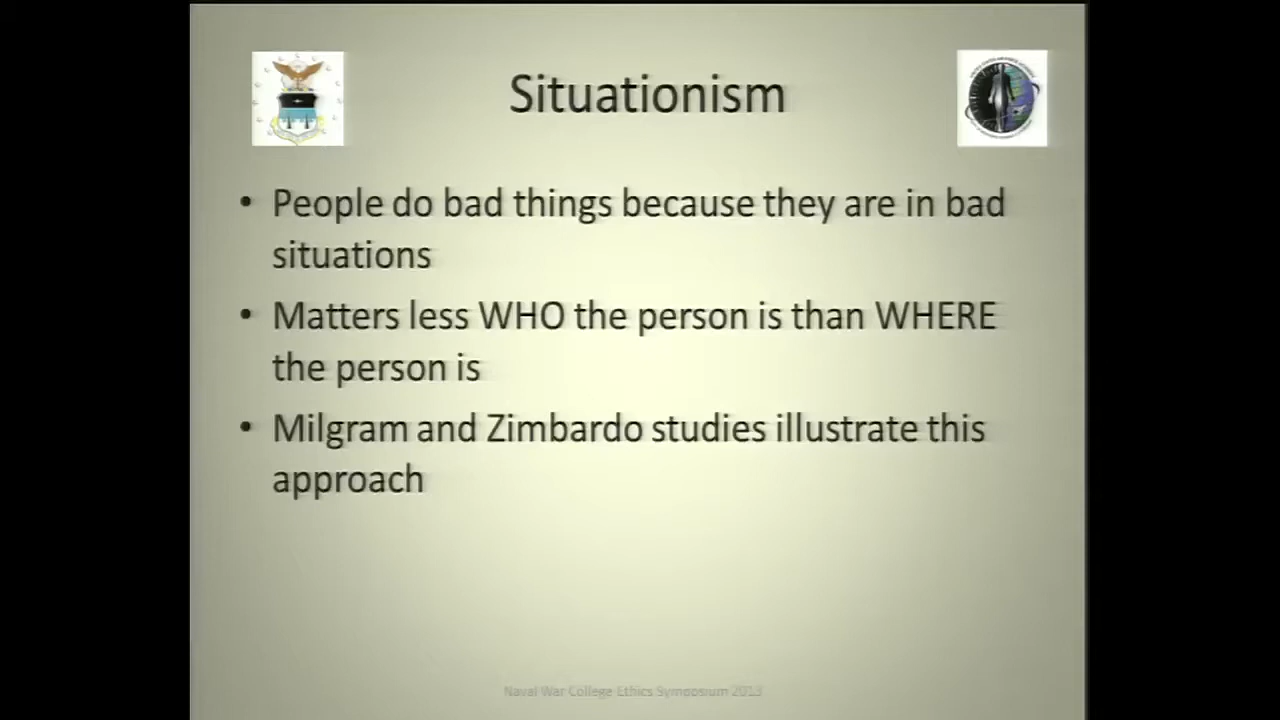 Situationism
• People do bad things because they are in bad
situations
• Matters less WHO the person is than WHERE
the person is
• Milgram and Zimbardo studies illustrate this
approach
Naval War College Ethics Symposium 2013